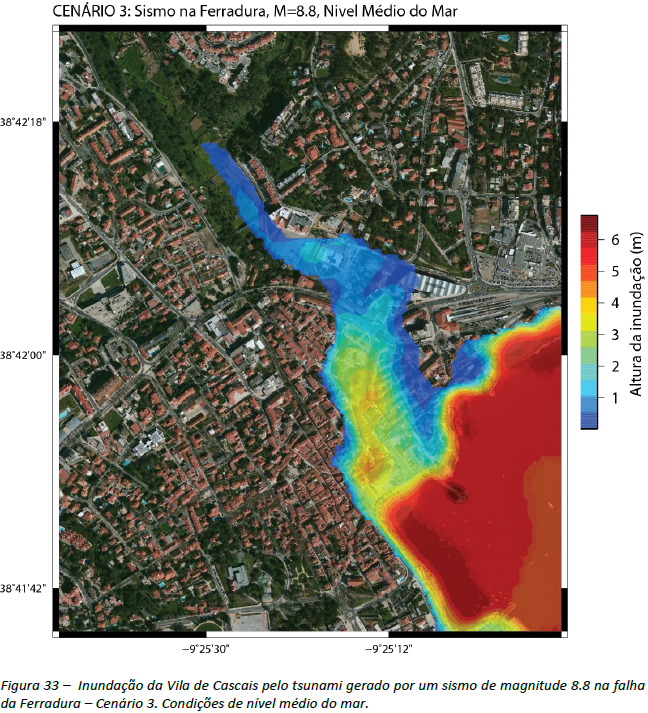 CENÁRIO 3: Sismo na Ferradura, M=8.8, Nivel Médio do Mar
38°42'18"
38°42'00"
38°41'42"
−9°25'30"
−9°25'12"
6
5
4
3
2
1
Altura da inundação (m)
Figura 33 – Inundação da Vila de Cascais pelo tsunami gerado por um sismo de magnitude 8.8 na falha
da Ferradura – Cenário 3. Condições de nível médio do mar.